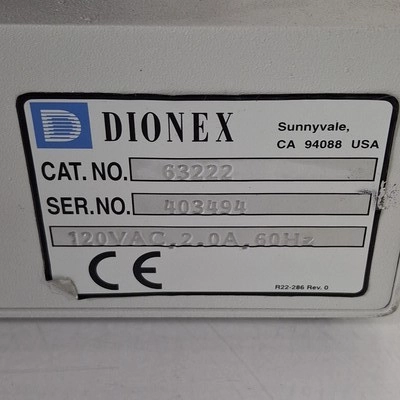 DIONEX
Sunnyvale,
CA 94088 USA
CAT. NO. 63222
SER.NO. 403494
120VAC, 2.0A, 60Hz
CE
R22-286 Rev. 0